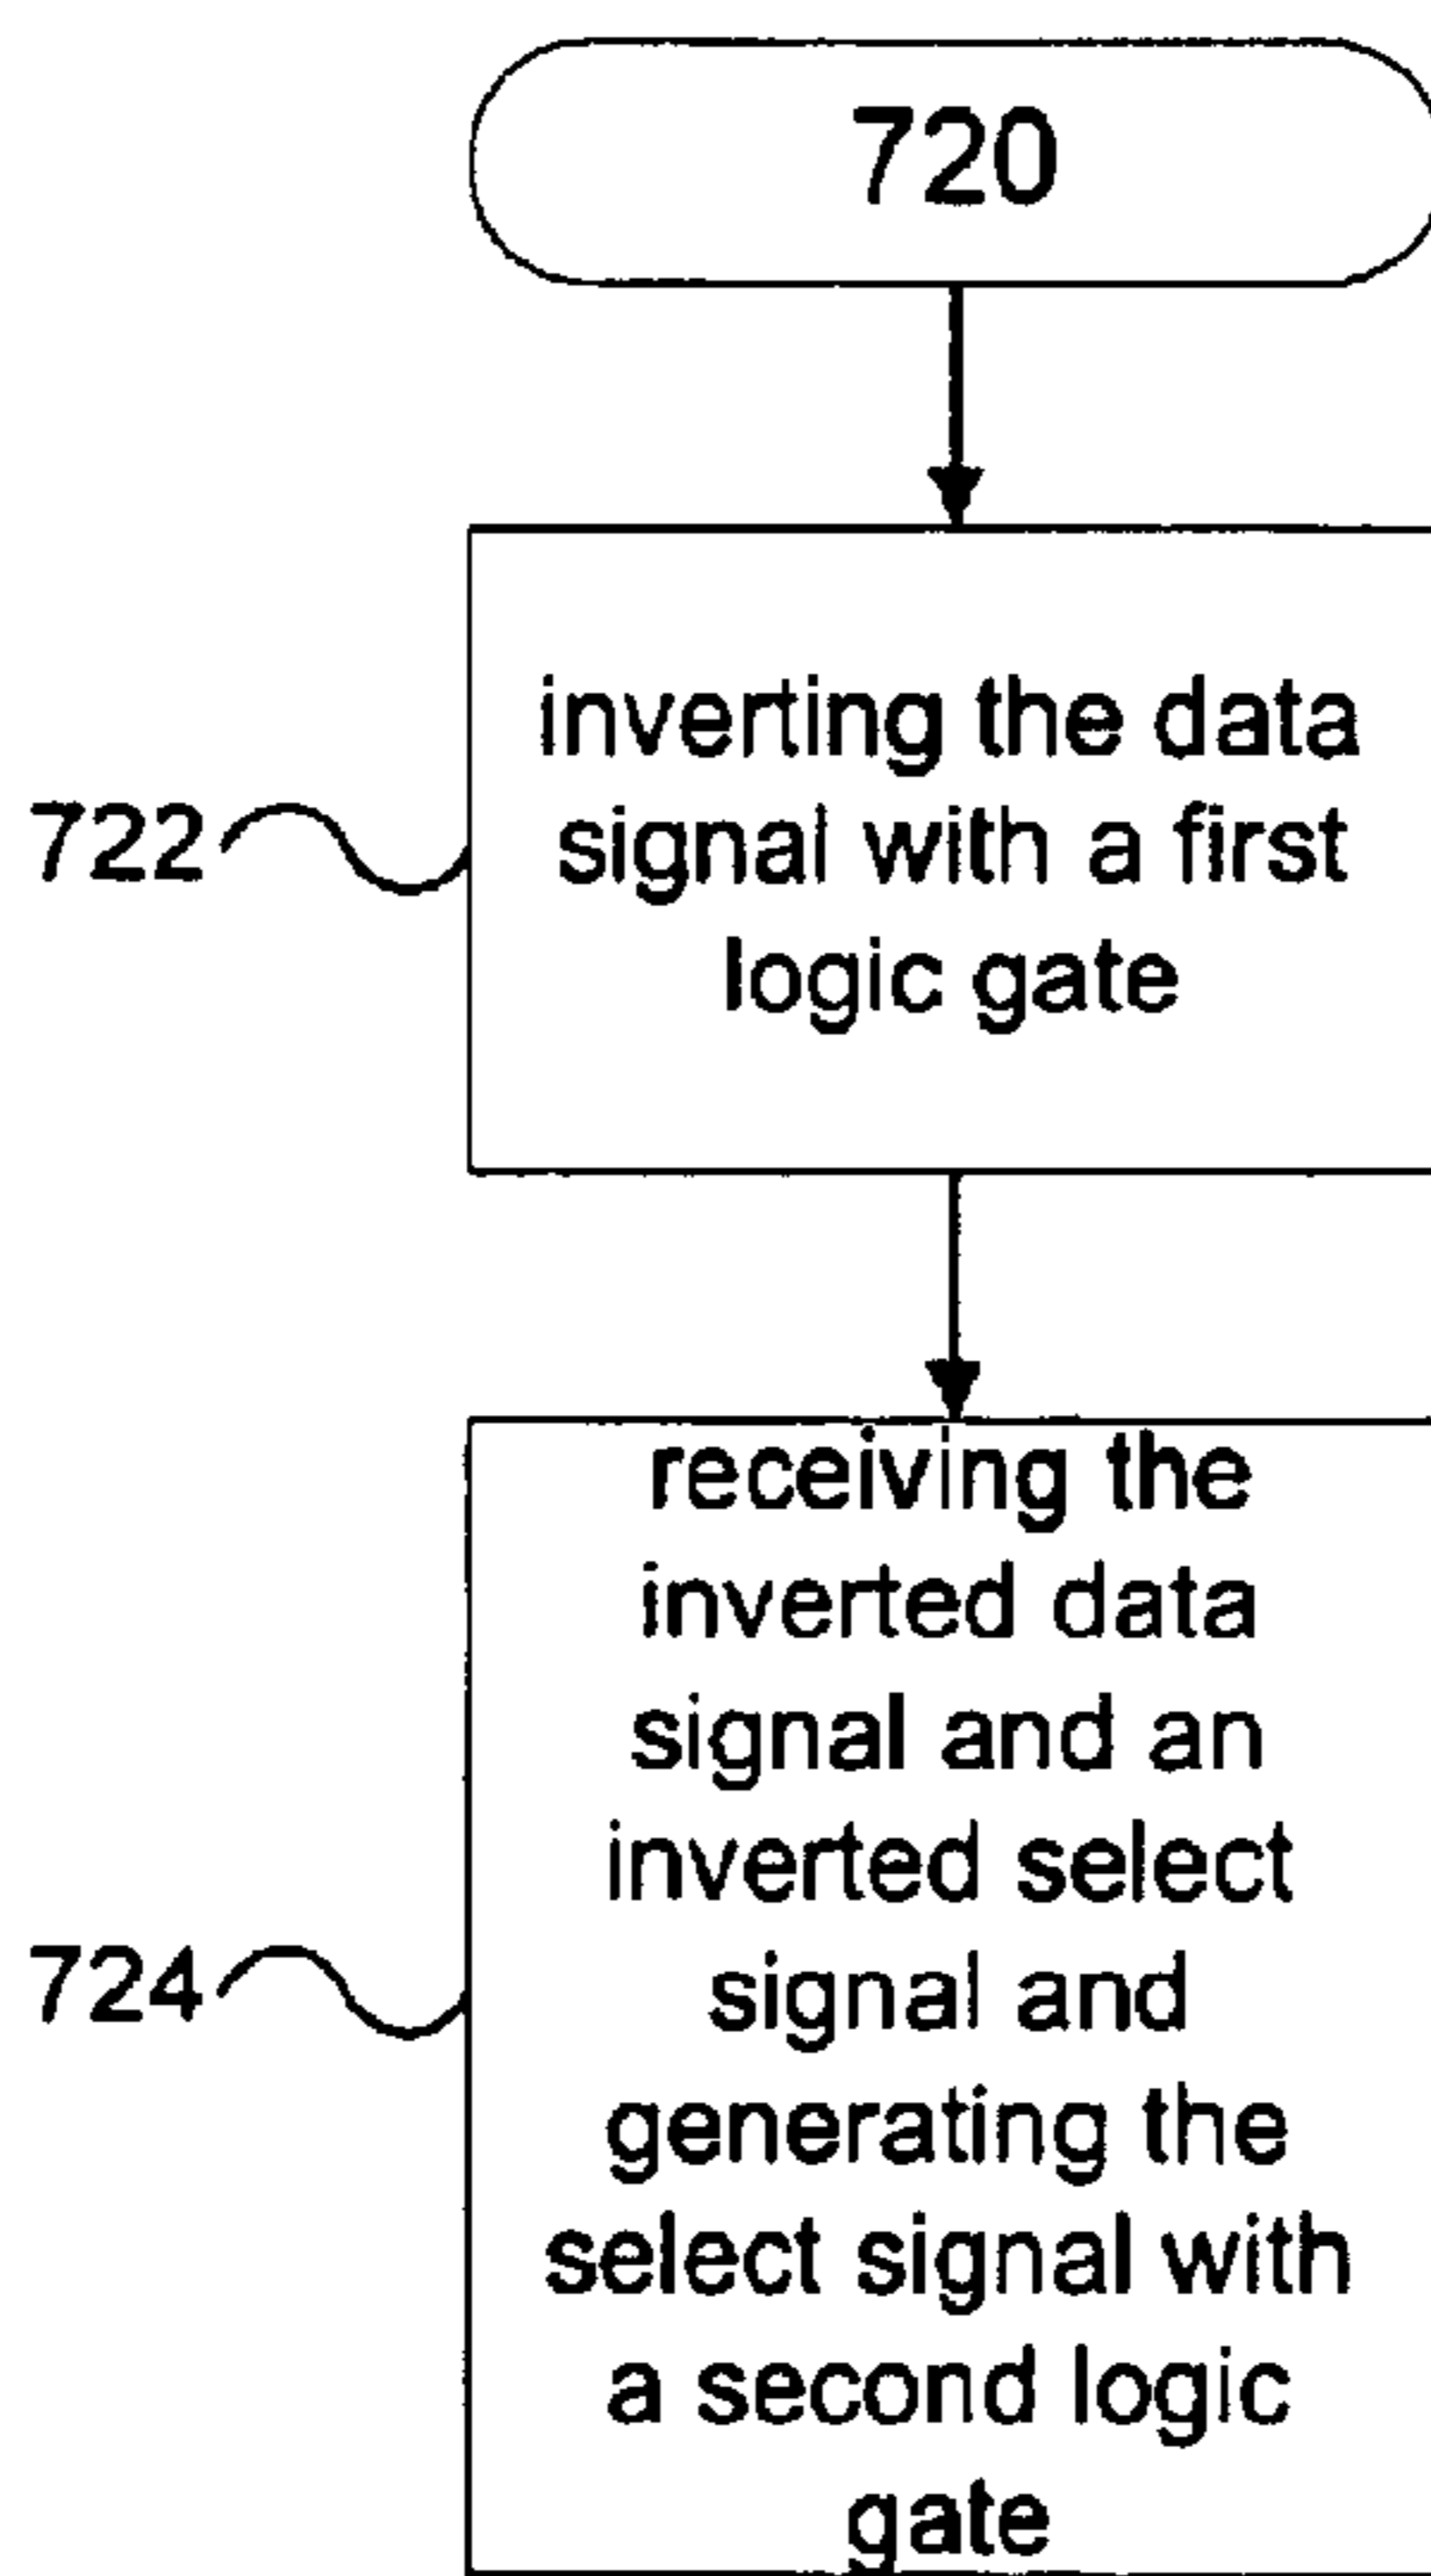 720
inverting the data
signal with a first
logic gate
722
receiving the
inverted data
signal and an
inverted select
signal and
generating the
select signal with
a second logic
gate
724